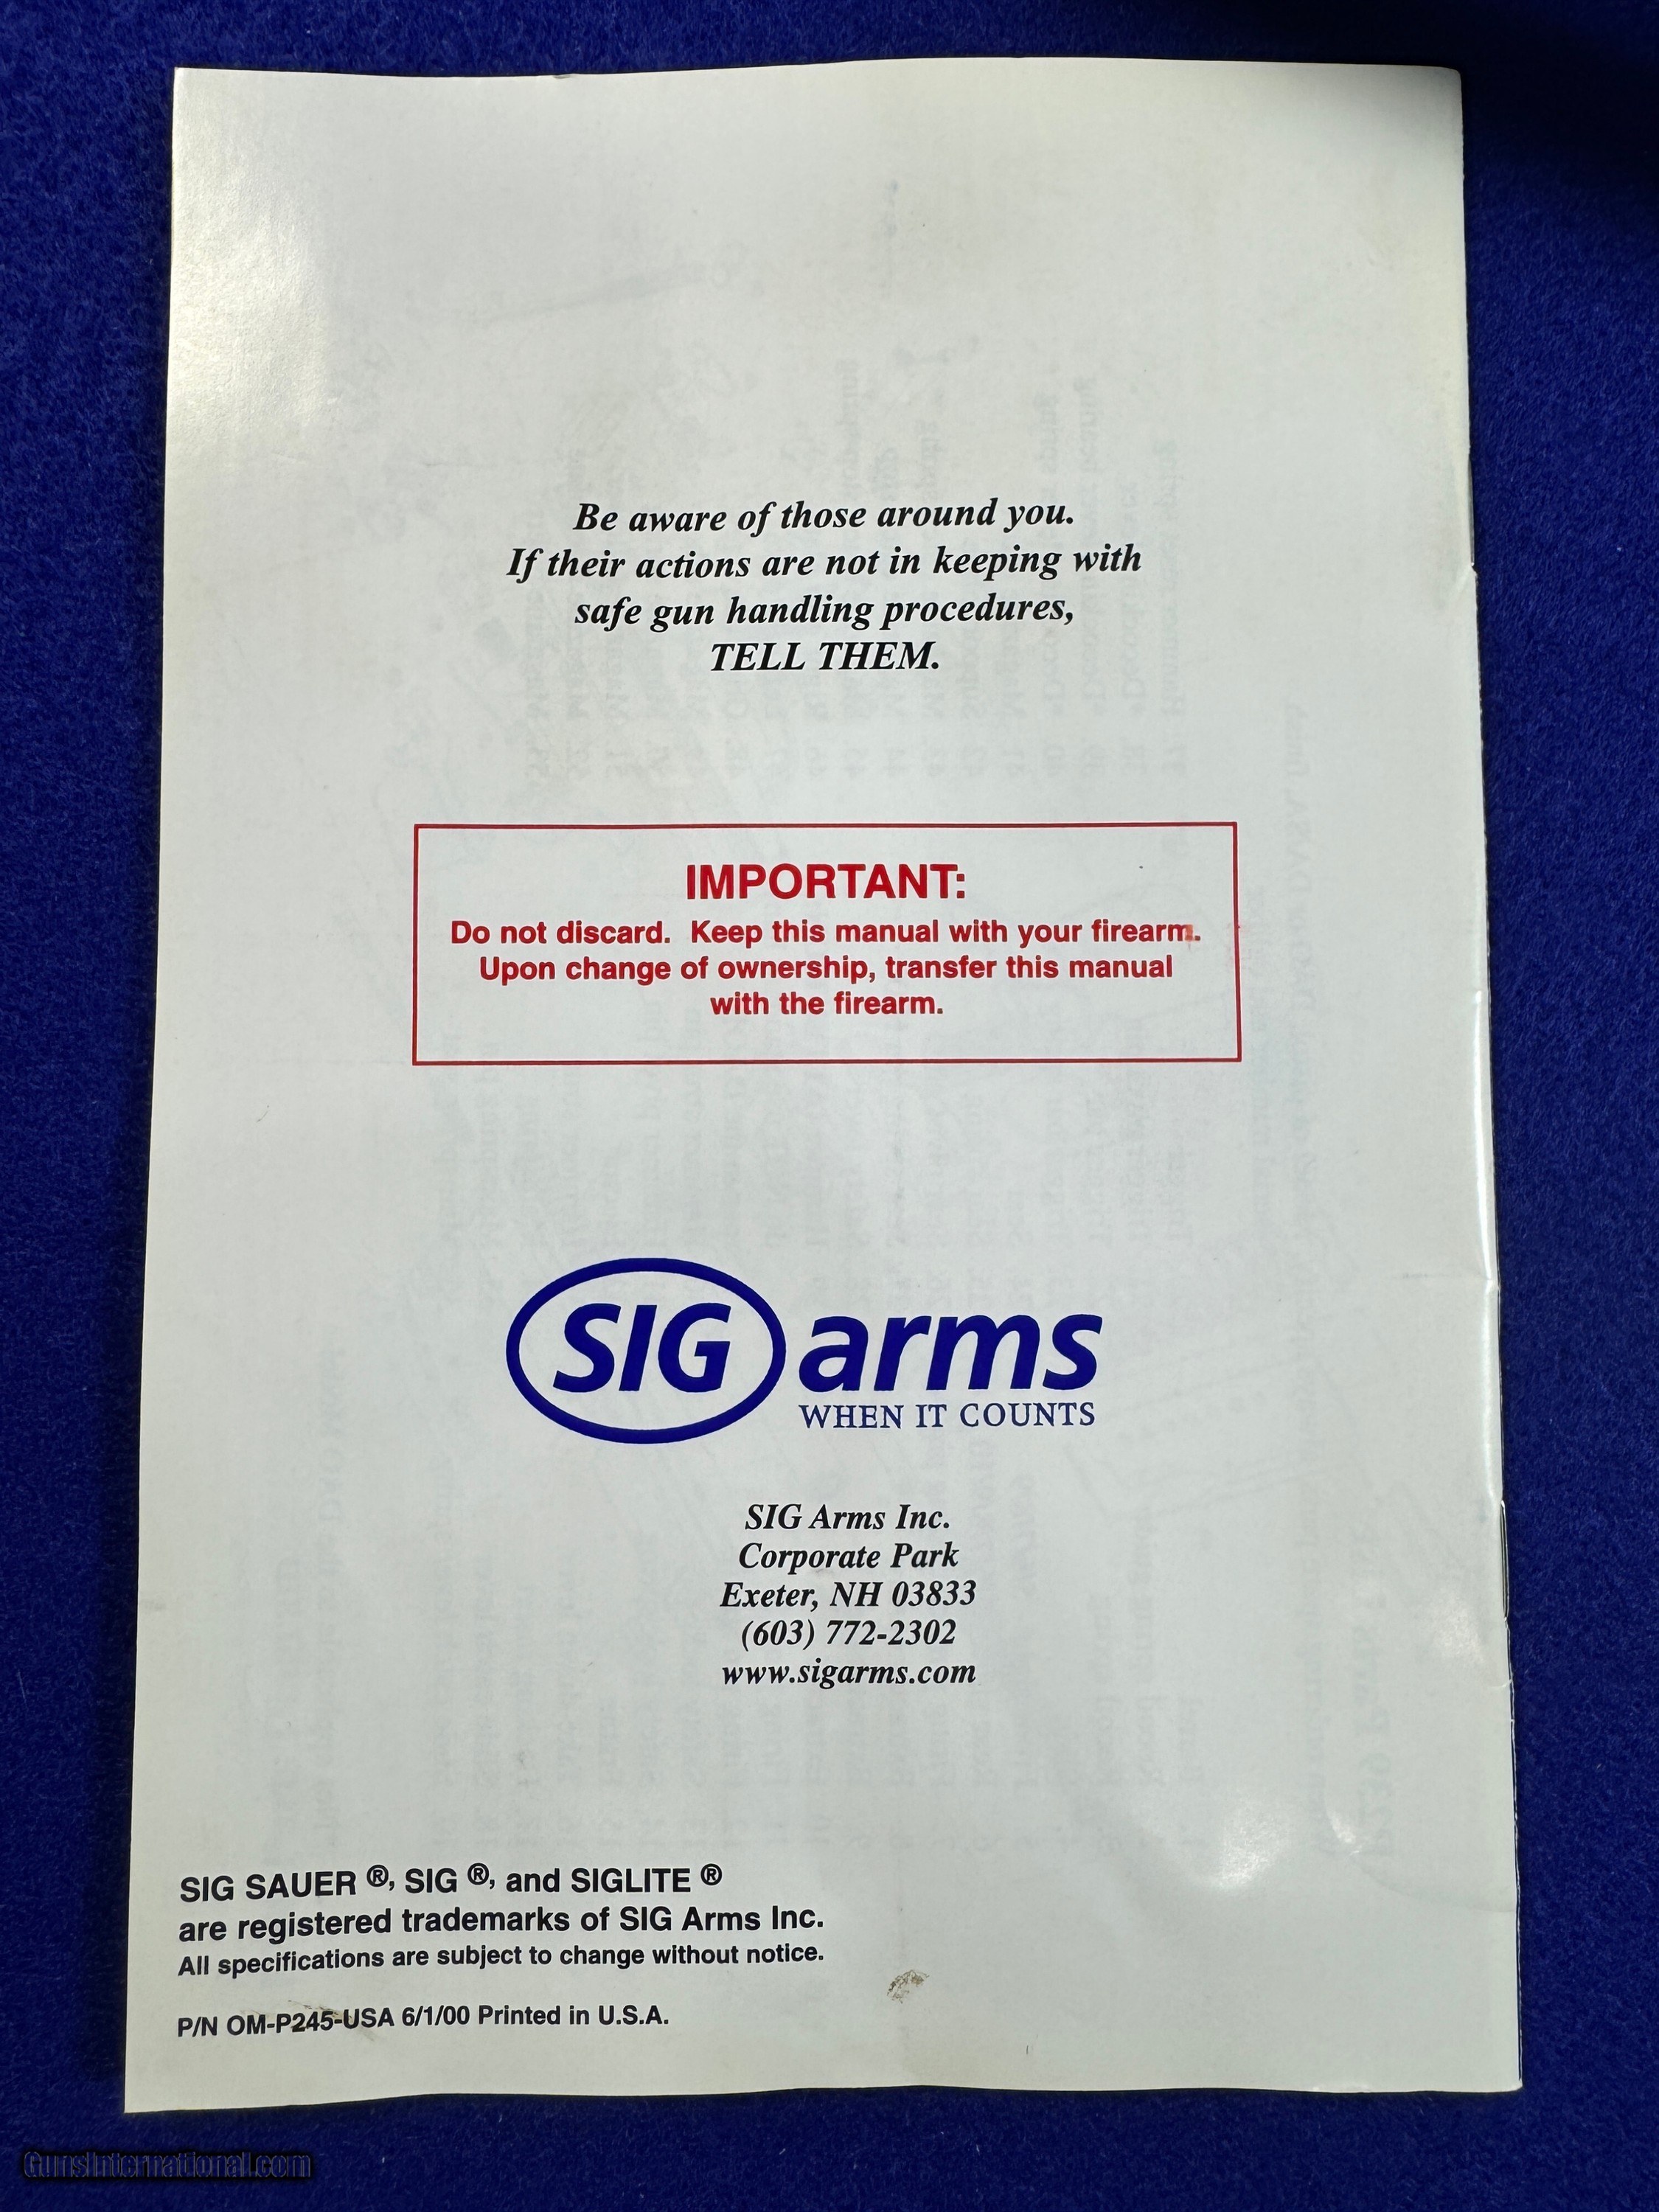 Be aware of those around you.
If their actions are not in keeping with
safe gun handling procedures,
TELL THEM.
IMPORTANT:
Do not discard.  Keep this manual with your firearm.
Upon change of ownership, transfer this manual
with the firearm.
SIG arms
WHEN IT COUNTS
SIG Arms Inc.
Corporate Park
Exeter, NH 03833
(603) 772-2302
www.sigarms.com
SIG SAUER ®, SIG ®, and SIGLITE ®
are registered trademarks of SIG Arms Inc.
All specifications are subject to change without notice.
P/N OM-P245-USA 6/1/00 Printed in U.S.A.
GunsInternational.com